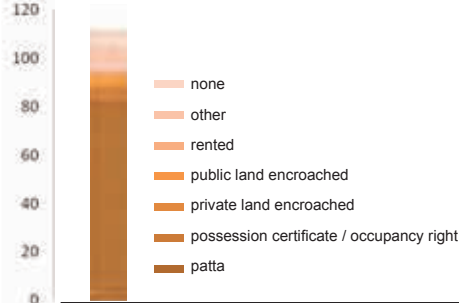 120
100
80
60
40
20
0
none
other
rented
public land encroached
private land encroached
possession certificate / occupancy right
patta